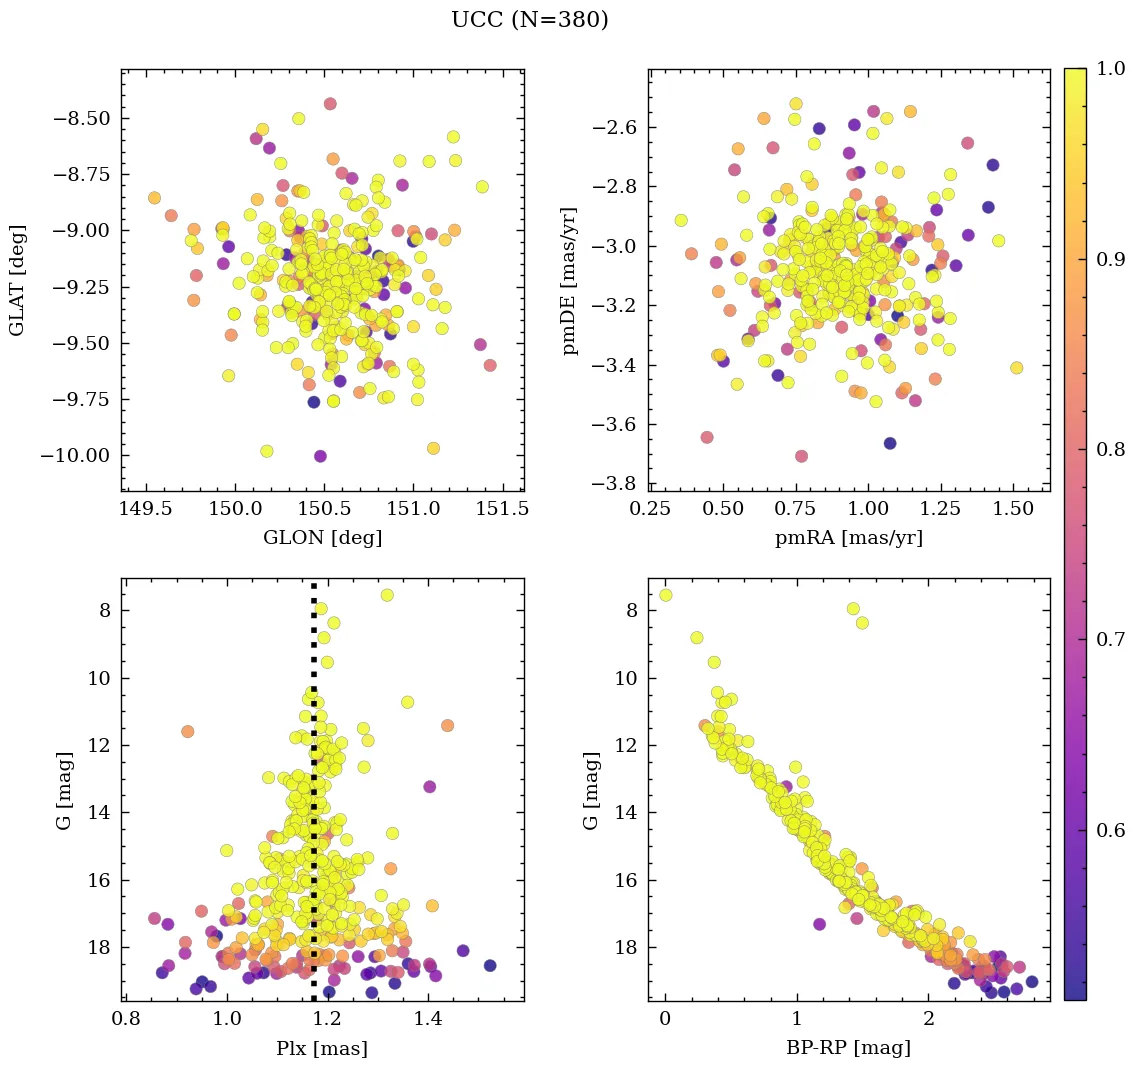 UCC (N=380)
−8.50
−8.75
−9.00
−9.25
−9.50
−9.75
−10.00
GLAT [deg]
149.5 150.0 150.5 151.0 151.5
GLON [deg]
−2.6
−2.8
−3.0
−3.2
−3.4
−3.6
−3.8
pmDE [mas/yr]
0.25 0.50 0.75 1.00 1.25 1.50
pmRA [mas/yr]
8
10
12
14
16
18
G [mag]
0.8 1.0 1.2 1.4
Plx [mas]
8
10
12
14
16
18
G [mag]
0 1 2
BP-RP [mag]
1.0
0.9
0.8
0.7
0.6